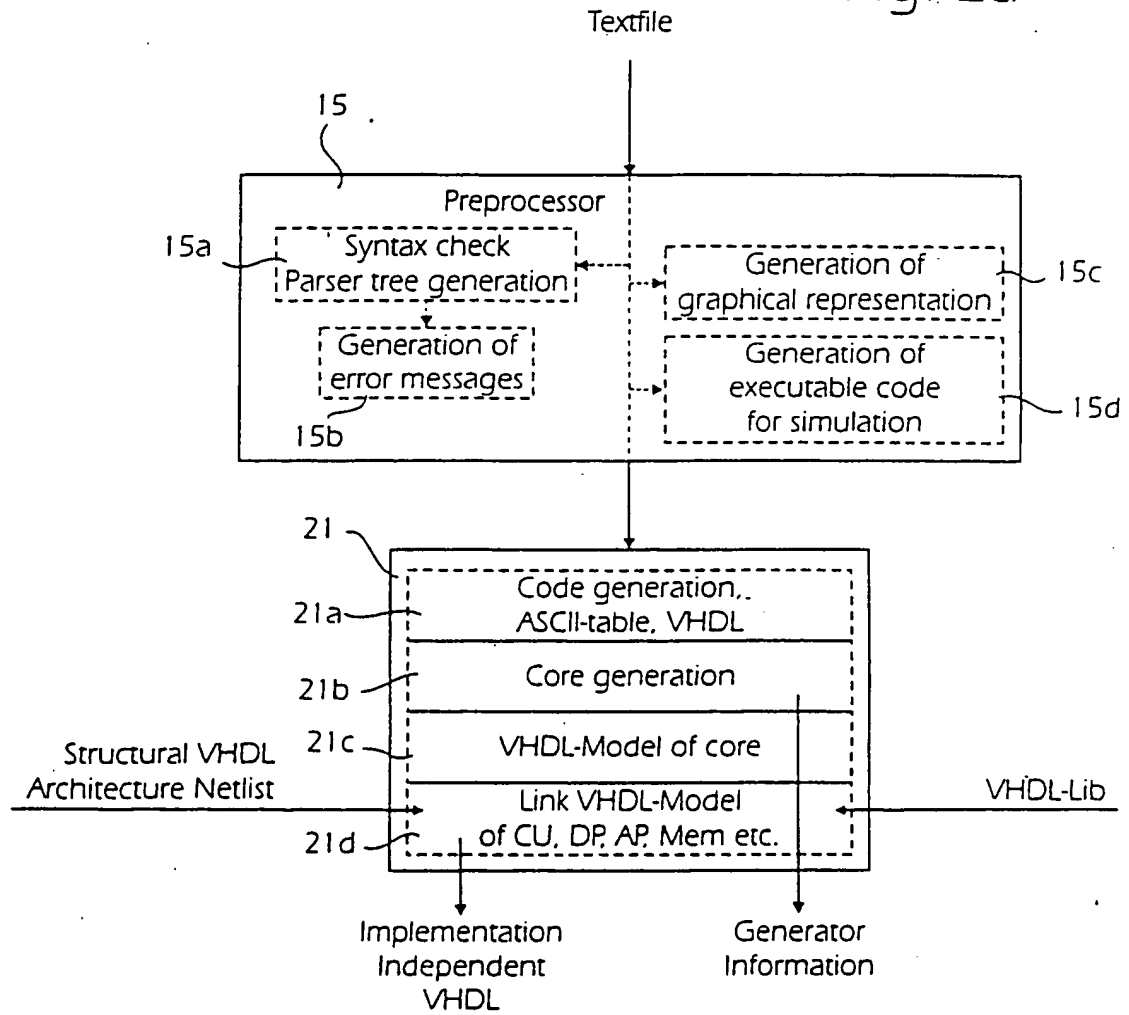 Textfile
15
Preprocessor
15a
Syntax check
Parser tree generation
Generation of
error messages
15b
Generation of
graphical representation
15c
Generation of
executable code
for simulation
15d
21
21a
Code generation,
ASCII-table, VHDL
21b
Core generation
21c
VHDL-Model of core
Structural VHDL
Architecture Netlist
21d
Link VHDL-Model
of CU, DP, AP, Mem etc.
VHDL-Lib
Implementation
Independent
VHDL
Generator
Information